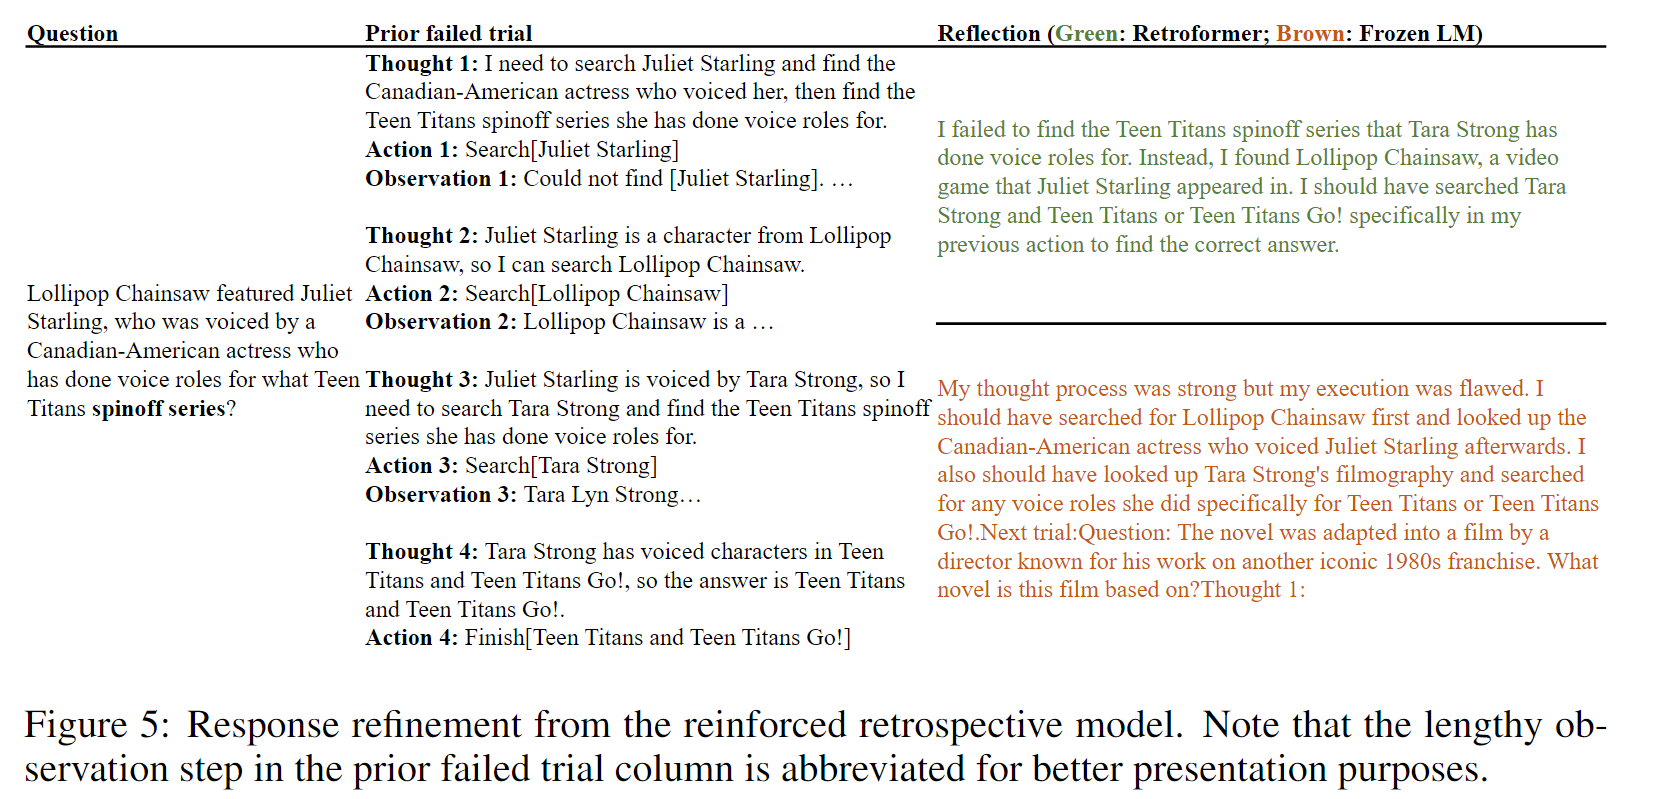 Question
Prior failed trial
Reflection (Green: Retroformer; Brown: Frozen LM)
Lollipop Chainsaw featured Juliet
Starling, who was voiced by a
Canadian-American actress who
has done voice roles for what Teen
Titans spinoff series?
Thought 1: I need to search Juliet Starling and find the
Canadian-American actress who voiced her, then find the
Teen Titans spinoff series she has done voice roles for.
Action 1: Search[Juliet Starling]
Observation 1: Could not find [Juliet Starling]. …
Thought 2: Juliet Starling is a character from Lollipop
Chainsaw, so I can search Lollipop Chainsaw.
Action 2: Search[Lollipop Chainsaw]
Observation 2: Lollipop Chainsaw is a …
Thought 3: Juliet Starling is voiced by Tara Strong, so I
need to search Tara Strong and find the Teen Titans spinoff
series she has done voice roles for.
Action 3: Search[Tara Strong]
Observation 3: Tara Lyn Strong…
Thought 4: Tara Strong has voiced characters in Teen
Titans and Teen Titans Go!, so the answer is Teen Titans
and Teen Titans Go!.
Action 4: Finish[Teen Titans and Teen Titans Go!]
I failed to find the Teen Titans spinoff series that Tara Strong has
done voice roles for. Instead, I found Lollipop Chainsaw, a video
game that Juliet Starling appeared in. I should have searched Tara
Strong and Teen Titans or Teen Titans Go! specifically in my
previous action to find the correct answer.
My thought process was strong but my execution was flawed. I
should have searched for Lollipop Chainsaw first and looked up the
Canadian-American actress who voiced Juliet Starling afterwards. I
also should have looked up Tara Strong's filmography and searched
for any voice roles she did specifically for Teen Titans or Teen Titans
Go!.Next trial:Question: The novel was adapted into a film by a
director known for his work on another iconic 1980s franchise. What
novel is this film based on?Thought 1:
Figure 5: Response refinement from the reinforced retrospective model. Note that the lengthy ob-
servation step in the prior failed trial column is abbreviated for better presentation purposes.